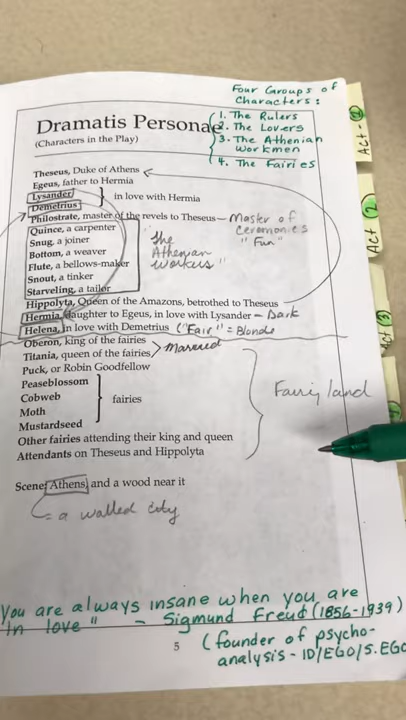 Four Groups of
Characters:
1. The Rulers
2. The Lovers
3. The Athenian
workmen
4. The Fairies
Dramatis Personae
(Characters in the Play)
Theseus, Duke of Athens
Egeus, father to Hermia
Lysander
Demetrius
in love with Hermia
Philostrate, master of the revels to Theseus – Master of
Ceremonies
"Fun"
Quince, a carpenter
Snug, a joiner
Bottom, a weaver
Flute, a bellows-maker
Snout, a tinker
Starveling, a tailor
The
Athenian
Workers"
Hippolyta, Queen of the Amazons, betrothed to Theseus
Hermia, daughter to Egeus, in love with Lysander – Dark
Helena, in love with Demetrius ("Fair" = Blonde
Oberon, king of the fairies
Titania, queen of the fairies
Married
Puck, or Robin Goodfellow
Peaseblossom
Cobweb
Moth
Mustardseed
fairies
Other fairies attending their king and queen
Attendants on Theseus and Hippolyta
Fairyland
Scene: Athens, and a wood near it
= a walled city
You are always insane when you are
in love" – Sigmund Freud (1856-1939)
5
(founder of psycho-
analysis - ID/EGO/S.EGO
Act
Act 2
Act 3